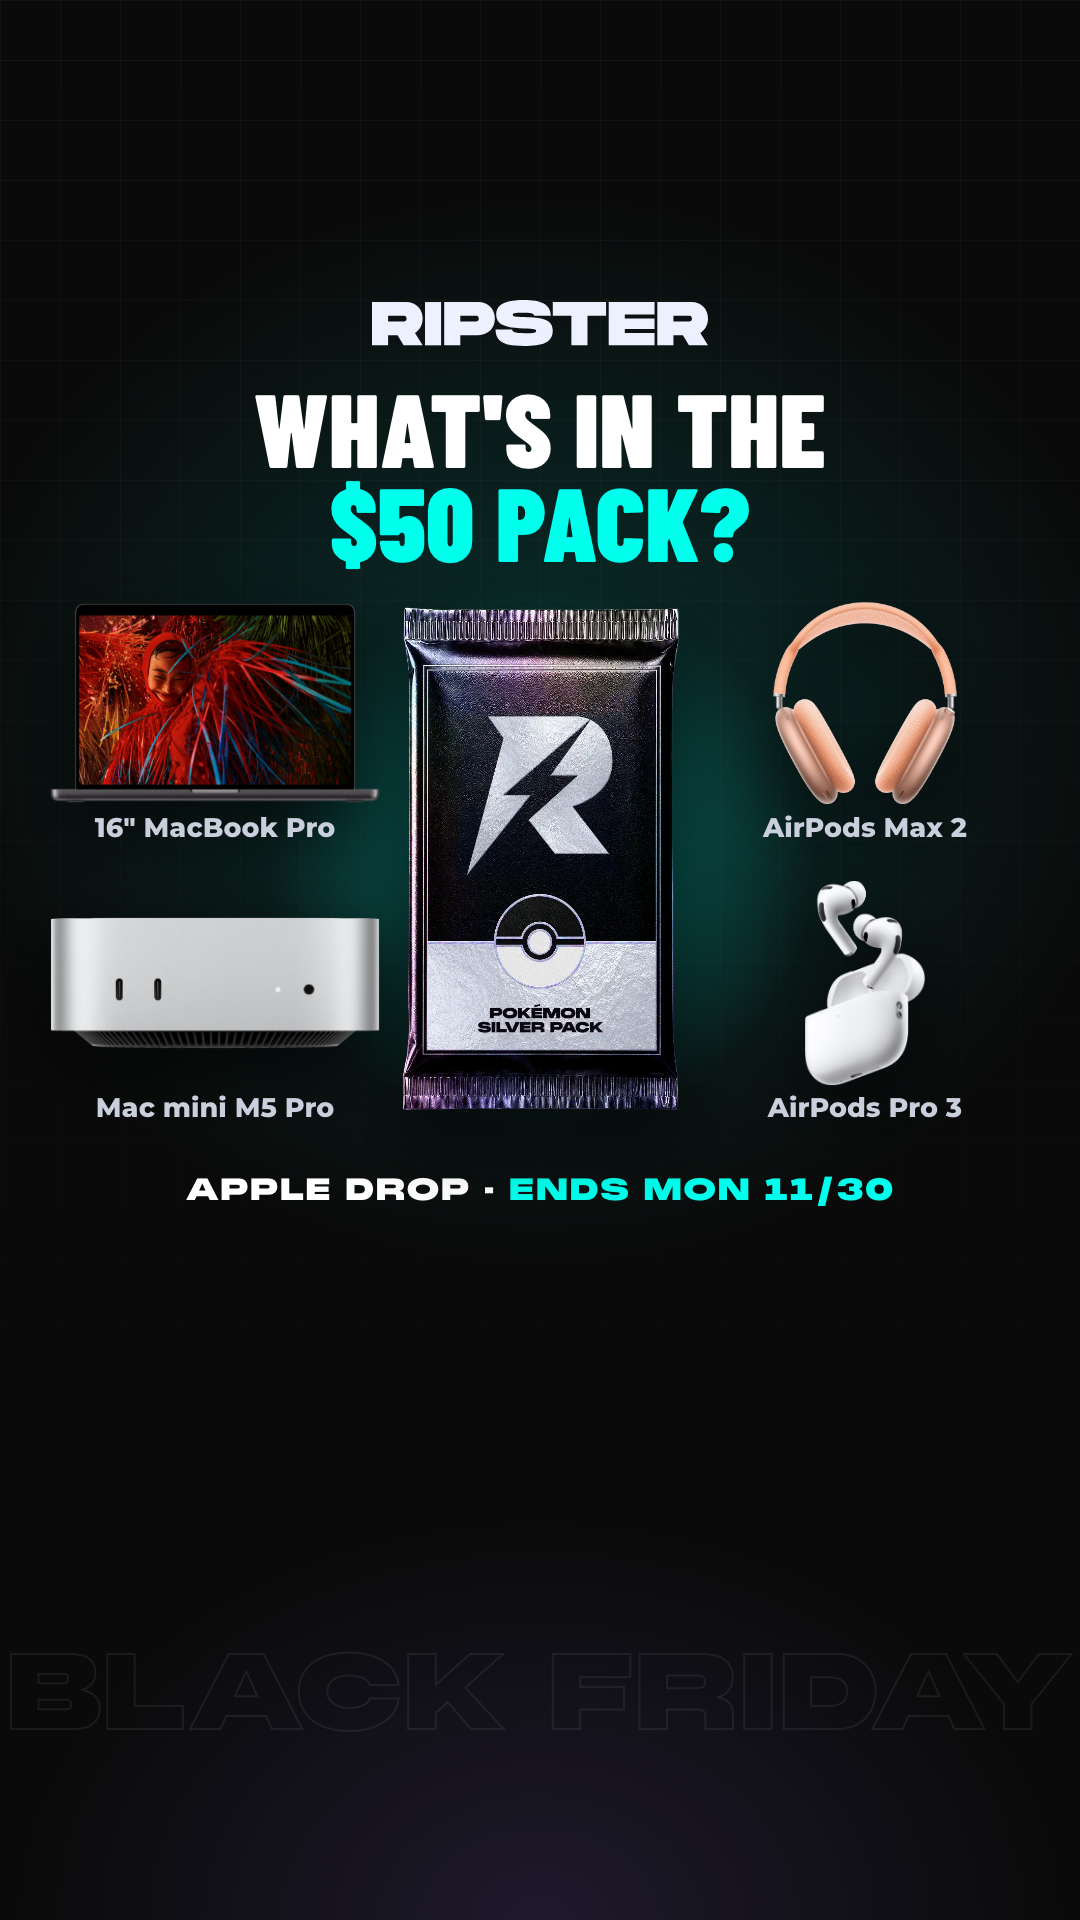 RIPSTER
WHAT'S IN THE
$50 PACK?
16" MacBook Pro
AirPods Max 2
POKÉMON
SILVER PACK
Mac mini M5 Pro
AirPods Pro 3
APPLE DROP · ENDS MON 11/30
BLACK FRIDAY